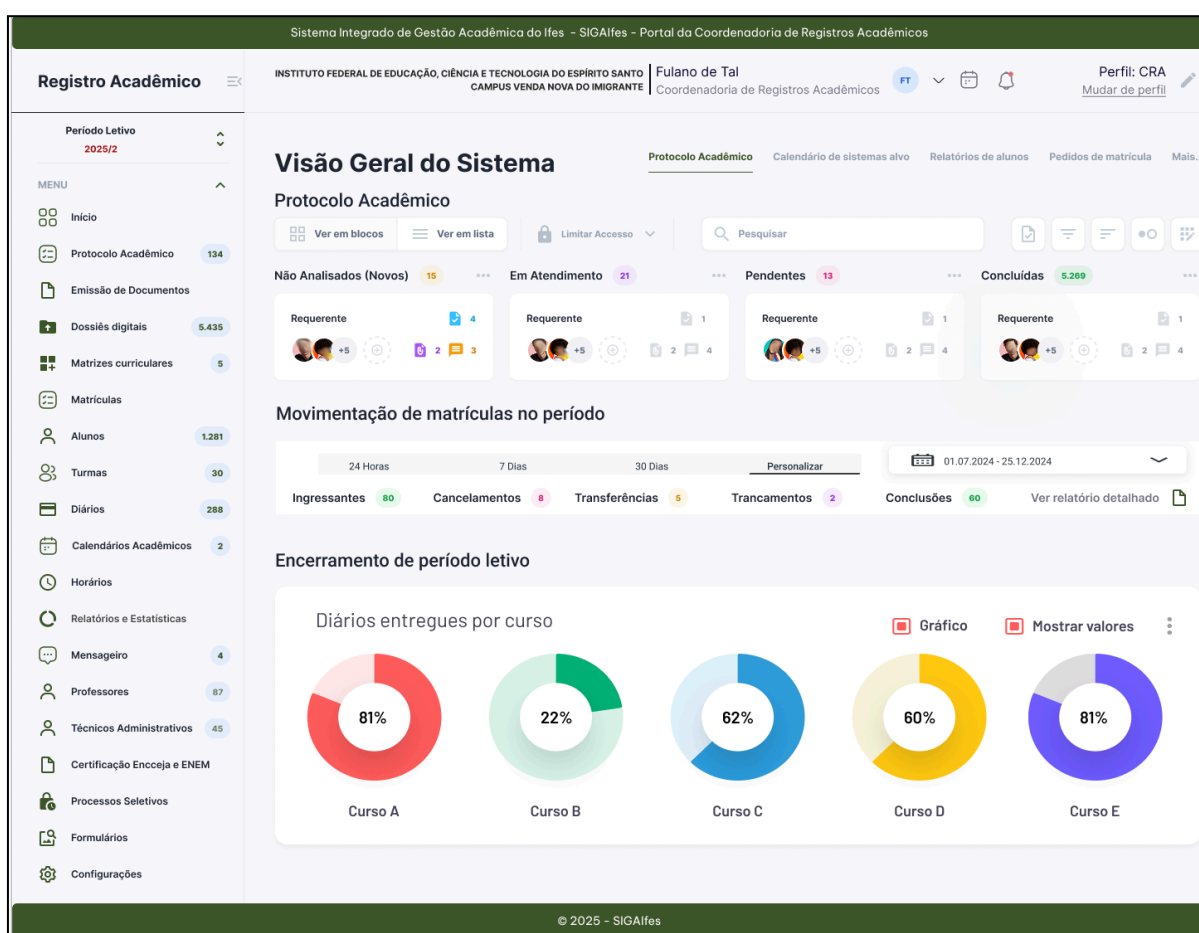 Sistema Integrado de Gestão Acadêmica do Ifes - SIGAIfes - Portal da Coordenadoria de Registros Acadêmicos
Registro Acadêmico
INSTITUTO FEDERAL DE EDUCAÇÃO, CIÊNCIA E TECNOLOGIA DO ESPÍRITO SANTO
CAMPUS VENDA NOVA DO IMIGRANTE
Fulano de Tal
Coordenadoria de Registros Acadêmicos
FT
Perfil: CRA
Mudar de perfil
Período Letivo
2025/2
MENU
Início
Protocolo Acadêmico 134
Emissão de Documentos
Dossiês digitais 5.435
Matrizes curriculares 5
Matrículas
Alunos 1.281
Turmas 30
Diários 288
Calendários Acadêmicos 2
Horários
Relatórios e Estatísticas
Mensageiro 4
Professores 87
Técnicos Administrativos 45
Certificação Encceja e ENEM
Processos Seletivos
Formulários
Configurações
Visão Geral do Sistema
Protocolo Acadêmico Calendário de sistemas alvo Relatórios de alunos Pedidos de matrícula Mais..
Protocolo Acadêmico
Ver em blocos Ver em lista Limitar Accesso Pesquisar
Não Analisados (Novos) 15 Em Atendimento 21 Pendentes 13 Concluídas 5.269
Requerente 4 Requerente 1 Requerente 1 Requerente 1
+5 2 3 +5 2 4 +5 2 4 +5 2 4
Movimentação de matrículas no período
24 Horas 7 Dias 30 Dias Personalizar 01.07.2024 - 25.12.2024
Ingressantes 80 Cancelamentos 8 Transferências 5 Trancamentos 2 Conclusões 60 Ver relatório detalhado
Encerramento de período letivo
Diários entregues por curso Gráfico Mostrar valores
81% 22% 62% 60% 81%
Curso A Curso B Curso C Curso D Curso E
© 2025 - SIGAIfes